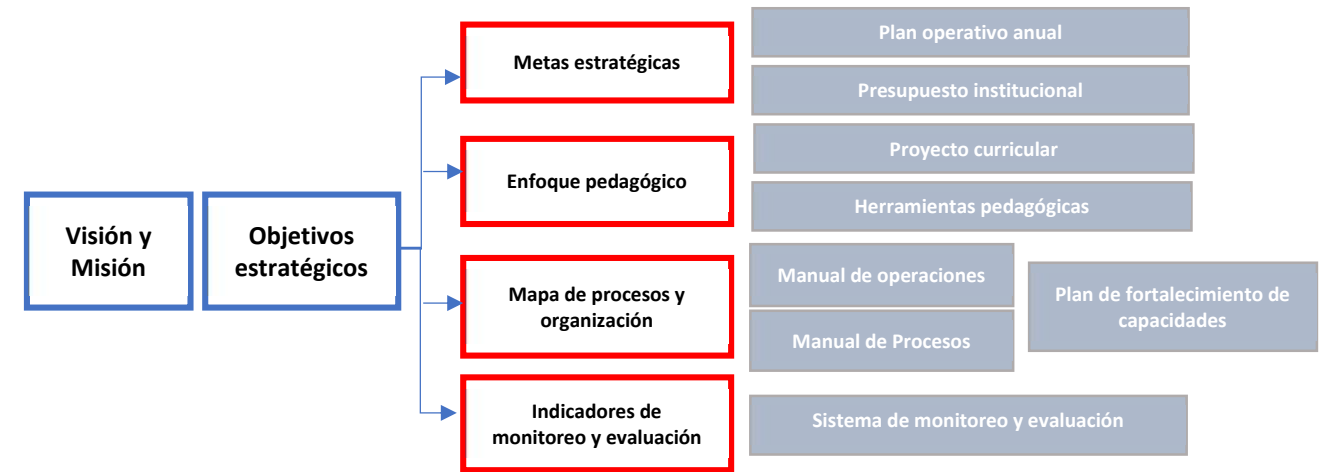 Visión y
Misión
Objetivos
estratégicos
Metas estratégicas
Plan operativo anual
Presupuesto institucional
Enfoque pedagógico
Proyecto curricular
Herramientas pedagógicas
Mapa de procesos y
organización
Manual de operaciones
Manual de Procesos
Plan de fortalecimiento de
capacidades
Indicadores de
monitoreo y evaluación
Sistema de monitoreo y evaluación